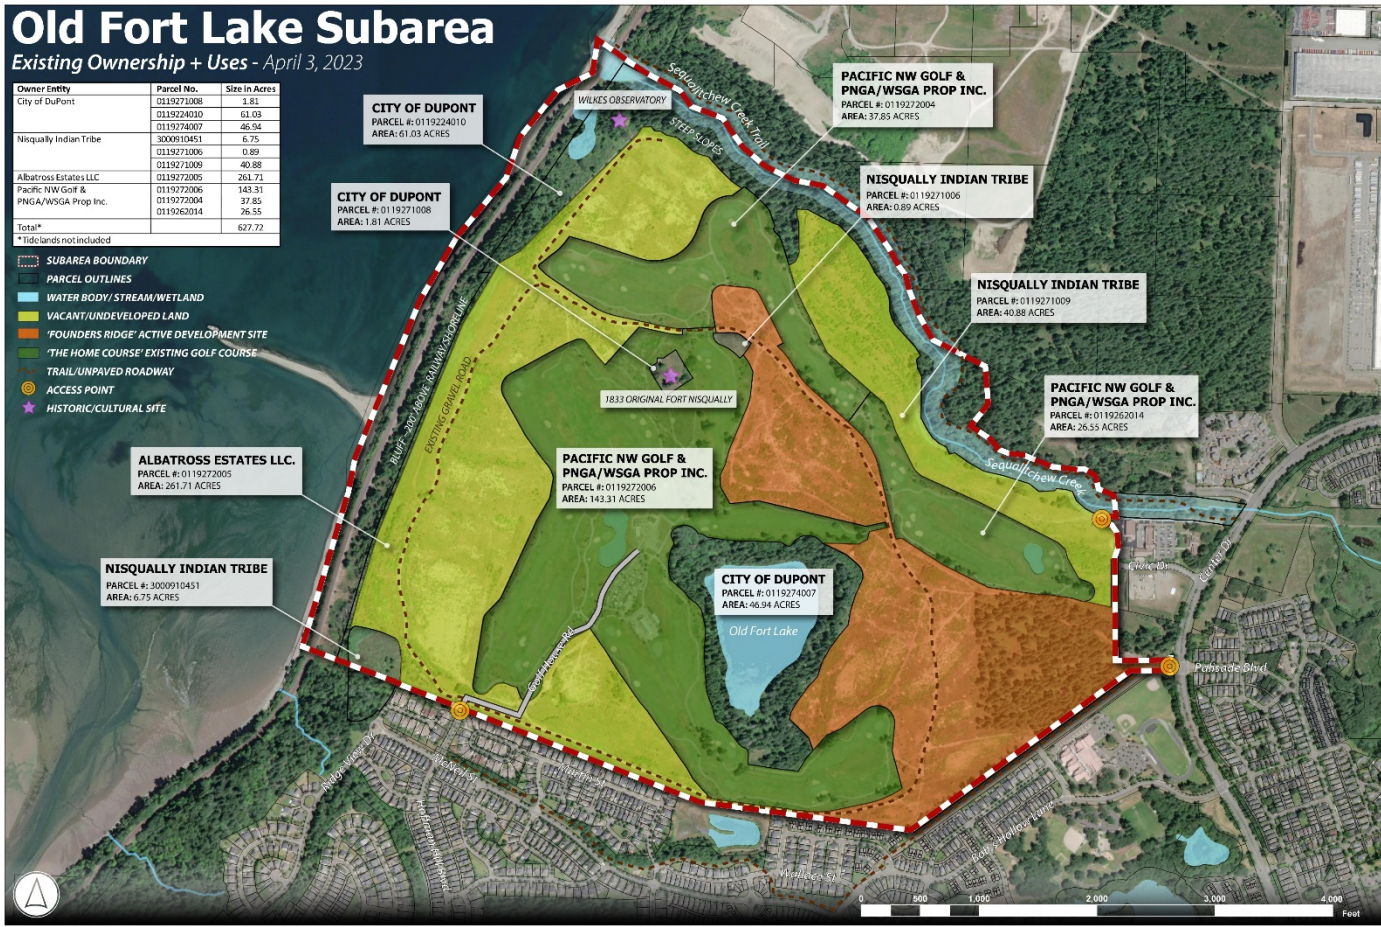 Old Fort Lake Subarea
Existing Ownership + Uses - April 3, 2023
Owner Entity Parcel No. Size in Acres
City of DuPont 0119271008 1.81
0119224010 61.03
0119274007 46.94
Nisqually Indian Tribe 3000910451 6.75
0119271006 0.89
0119271009 40.88
Albatross Estates LLC 0119272005 261.71
Pacific NW Golf & 0119272006 143.31
PNGA/WSGA Prop Inc. 0119272004 37.85
0119262014 26.55
Total* 627.72
*Tidelands not included
SUBAREA BOUNDARY
PARCEL OUTLINES
WATER BODY/ STREAM/WETLAND
VACANT/UNDEVELOPED LAND
'FOUNDERS RIDGE' ACTIVE DEVELOPMENT SITE
'THE HOME COURSE' EXISTING GOLF COURSE
TRAIL/UNPAVED ROADWAY
ACCESS POINT
HISTORIC/CULTURAL SITE
CITY OF DUPONT
PARCEL #: 0119224010
AREA: 61.03 ACRES
WILKES OBSERVATORY
Sequalitchew Creek Trail
STEEP SLOPES
PACIFIC NW GOLF &
PNGA/WSGA PROP INC.
PARCEL #: 0119272004
AREA: 37.85 ACRES
CITY OF DUPONT
PARCEL #: 0119271008
AREA: 1.81 ACRES
NISQUALLY INDIAN TRIBE
PARCEL #: 0119271006
AREA: 0.89 ACRES
NISQUALLY INDIAN TRIBE
PARCEL #: 0119271009
AREA: 40.88 ACRES
BLUFF ~200' ABOVE RAILWAY/SHORELINE
EXISTING GRAVEL ROAD
1833 ORIGINAL FORT NISQUALLY
PACIFIC NW GOLF &
PNGA/WSGA PROP INC.
PARCEL #: 0119262014
AREA: 26.55 ACRES
ALBATROSS ESTATES LLC.
PARCEL #: 0119272005
AREA: 261.71 ACRES
PACIFIC NW GOLF &
PNGA/WSGA PROP INC.
PARCEL #: 0119272006
AREA: 143.31 ACRES
Sequalitchew Creek
NISQUALLY INDIAN TRIBE
PARCEL #: 3000910451
AREA: 6.75 ACRES
CITY OF DUPONT
PARCEL #: 0119274007
AREA: 46.94 ACRES
Old Fort Lake
Civic Dr
Center Dr
Golf House Rd
Palisade Blvd
Ridge View Dr
McNeil St
Hoffman Hill Blvd
Martin St
Bobs Hollow Lane
Wallace St
0 500 1,000 2,000 3,000 4,000
Feet